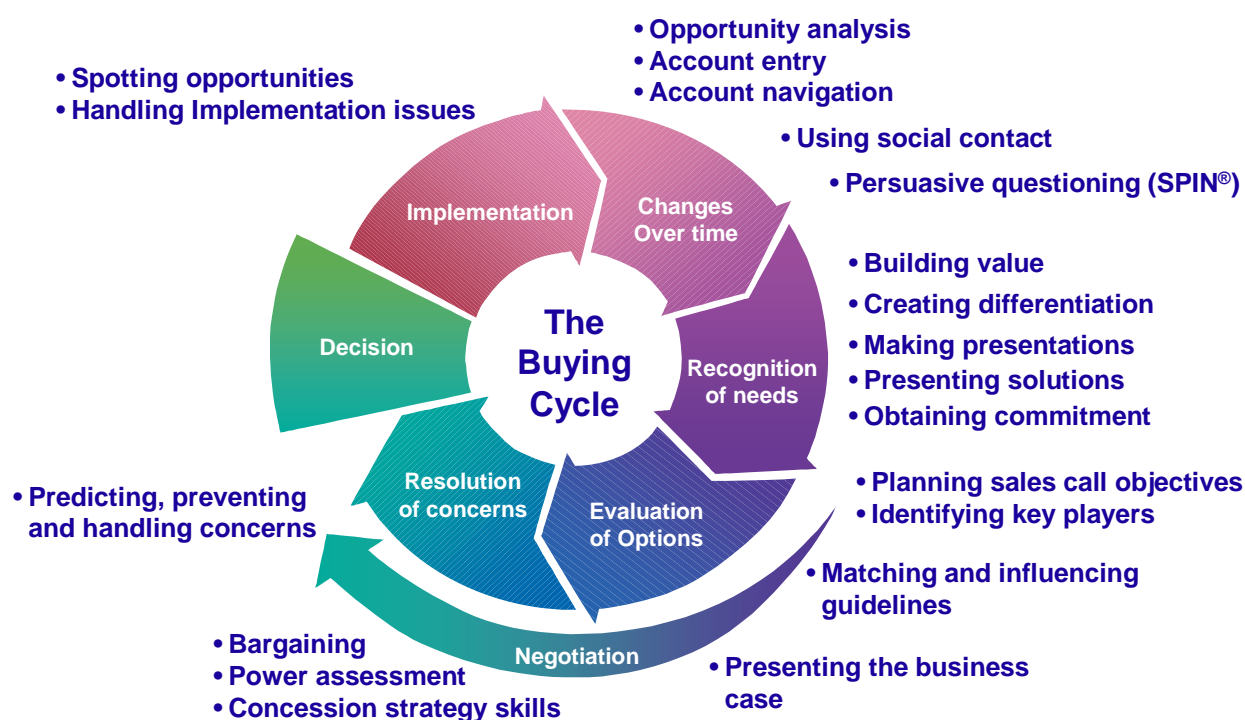 • Opportunity analysis
• Account entry
• Account navigation
• Spotting opportunities
• Handling Implementation issues
• Using social contact
• Persuasive questioning (SPIN®)
Implementation
Changes
Over time
• Building value
• Creating differentiation
• Making presentations
• Presenting solutions
• Obtaining commitment
The
Buying
Cycle
Decision
Recognition
of needs
Resolution
of concerns
Evaluation
of Options
• Planning sales call objectives
• Identifying key players
• Predicting, preventing
and handling concerns
• Matching and influencing
guidelines
Negotiation
• Bargaining
• Power assessment
• Concession strategy skills
• Presenting the business
case